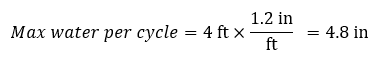 Max water per cycle = 4 ft × 1.2 in / ft = 4.8 in